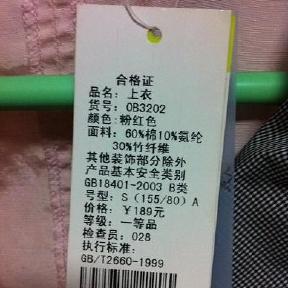 合格证
品名：上衣
货号：0B3202
颜色：粉红色
面料：60%棉10%氨纶
30%竹纤维
其他装饰部分除外
产品基本安全类别
GB18401-2003 B类
号型：S（155/80）A
价格：￥189元
等级：一等品
检查员：028
执行标准：
GB/T2660-1999